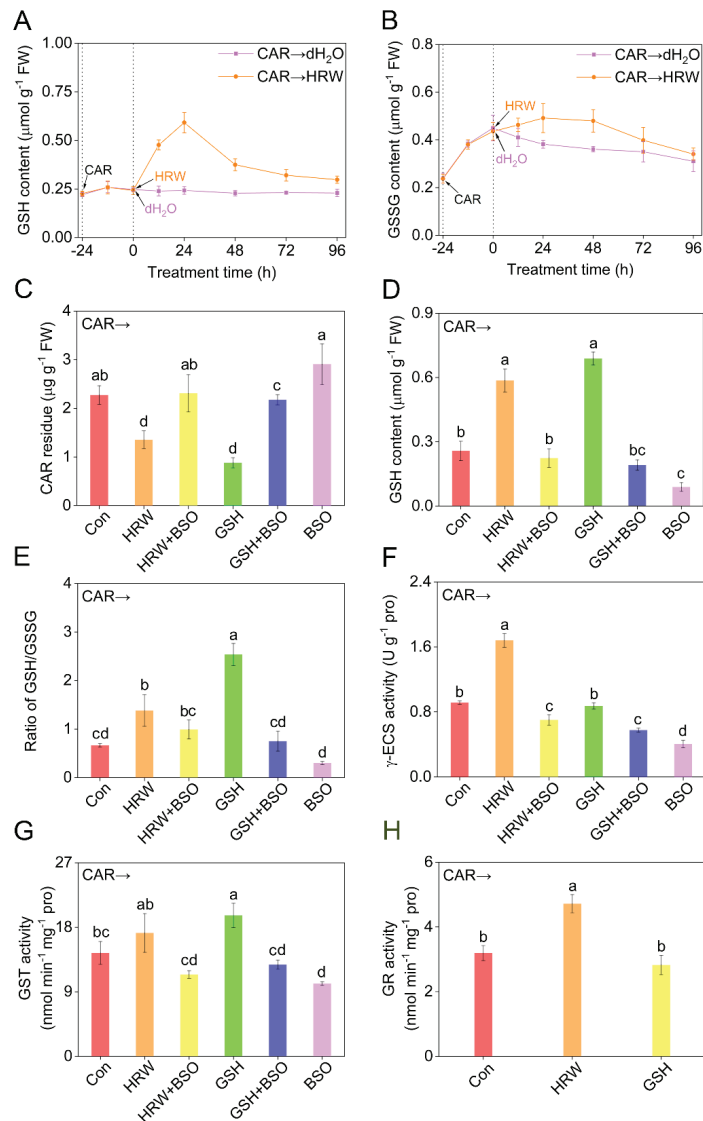 A
GSH content (μmol g⁻¹ FW)
1.00
0.75
0.50
0.25
0.00
CAR→dH₂O
CAR→HRW
CAR
HRW
dH₂O
-24 0 24 48 72 96
Treatment time (h)
B
GSSG content (μmol g⁻¹ FW)
0.8
0.6
0.4
0.2
0.0
CAR→dH₂O
CAR→HRW
HRW
dH₂O
CAR
-24 0 24 48 72 96
Treatment time (h)
C
CAR residue (μg g⁻¹ FW)
4
3
2
1
0
CAR→
ab d ab d c a
Con HRW HRW+BSO GSH GSH+BSO BSO
D
GSH content (μmol g⁻¹ FW)
0.9
0.6
0.3
0.0
CAR→
b a b a bc c
Con HRW HRW+BSO GSH GSH+BSO BSO
E
Ratio of GSH/GSSG
4
3
2
1
0
CAR→
cd b bc a cd d
Con HRW HRW+BSO GSH GSH+BSO BSO
F
γ-ECS activity (U g⁻¹ pro)
2.4
1.6
0.8
0.0
CAR→
b a c b c d
Con HRW HRW+BSO GSH GSH+BSO BSO
G
GST activity
(nmol min⁻¹ mg⁻¹ pro)
27
18
9
0
CAR→
bc ab cd a cd d
Con HRW HRW+BSO GSH GSH+BSO BSO
H
GR activity
(nmol min⁻¹ mg⁻¹ pro)
6
4
2
0
CAR→
b a b
Con HRW GSH